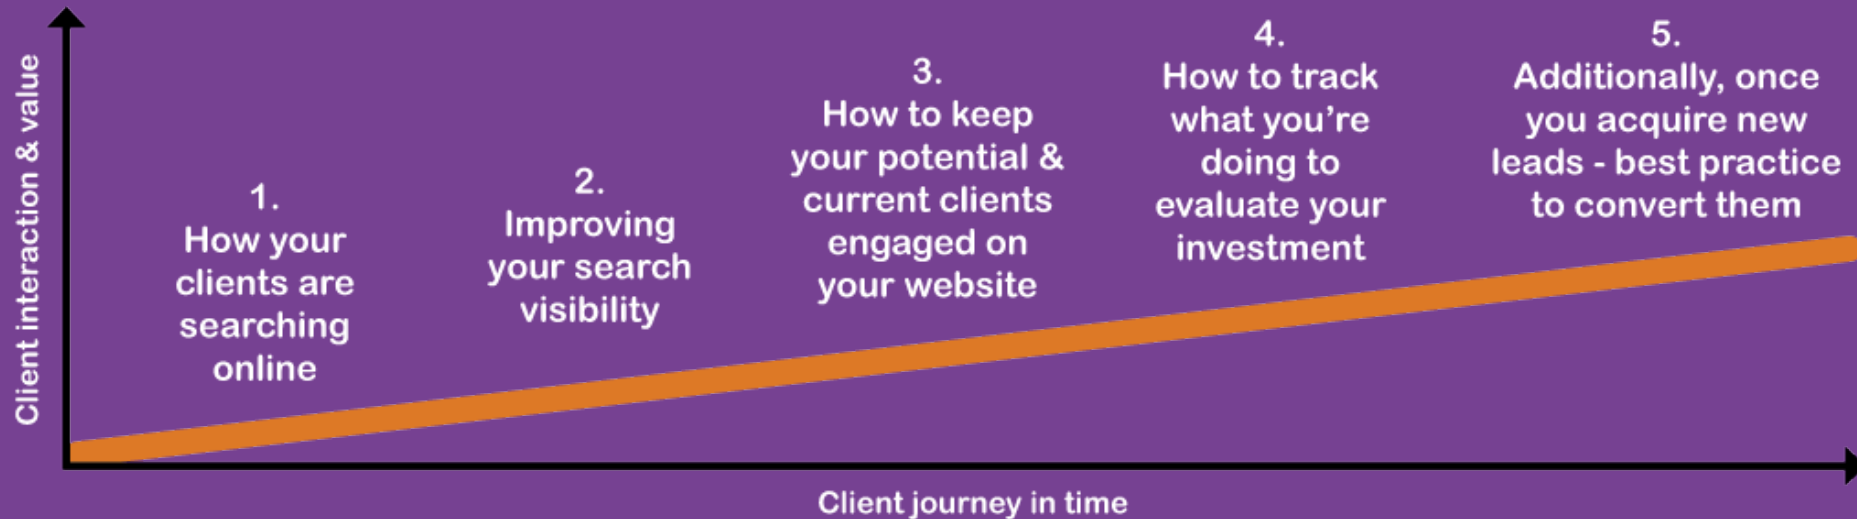 Client interaction & value
1.
How your
clients are
searching
online
2.
Improving
your search
visibility
3.
How to keep
your potential &
current clients
engaged on
your website
4.
How to track
what you’re
doing to
evaluate your
investment
5.
Additionally, once
you acquire new
leads - best practice
to convert them
Client journey in time